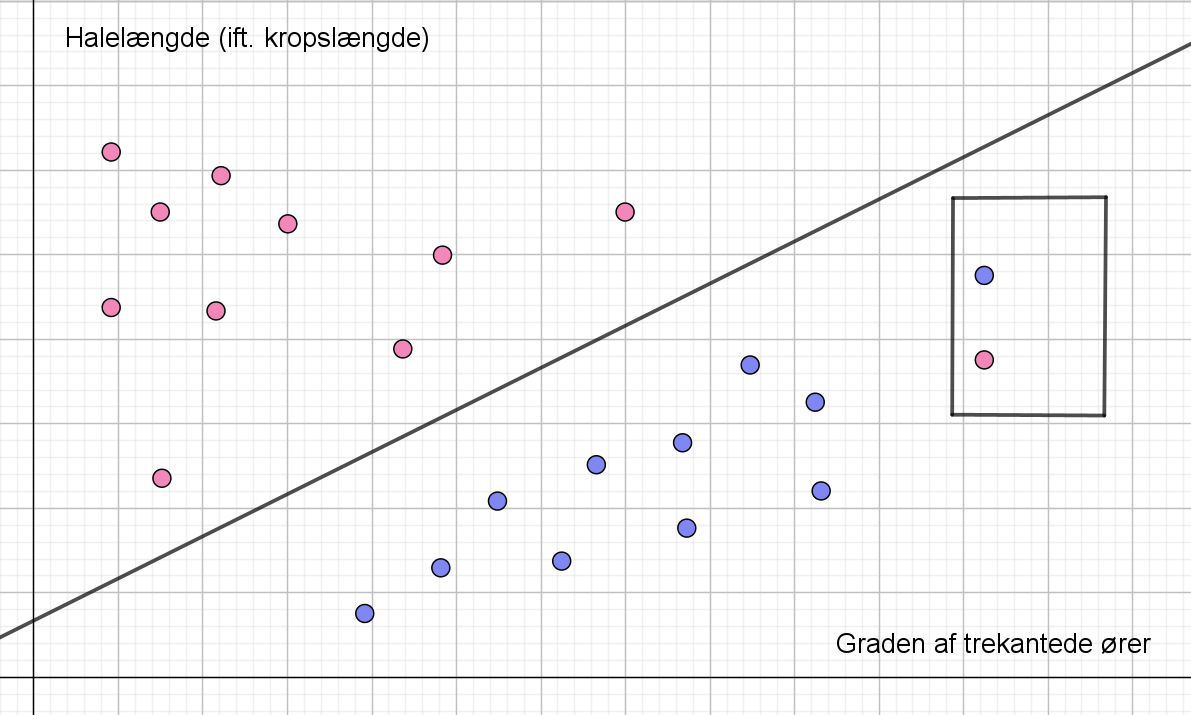 Halelængde (ift. kropslængde)
Graden af trekantede ører